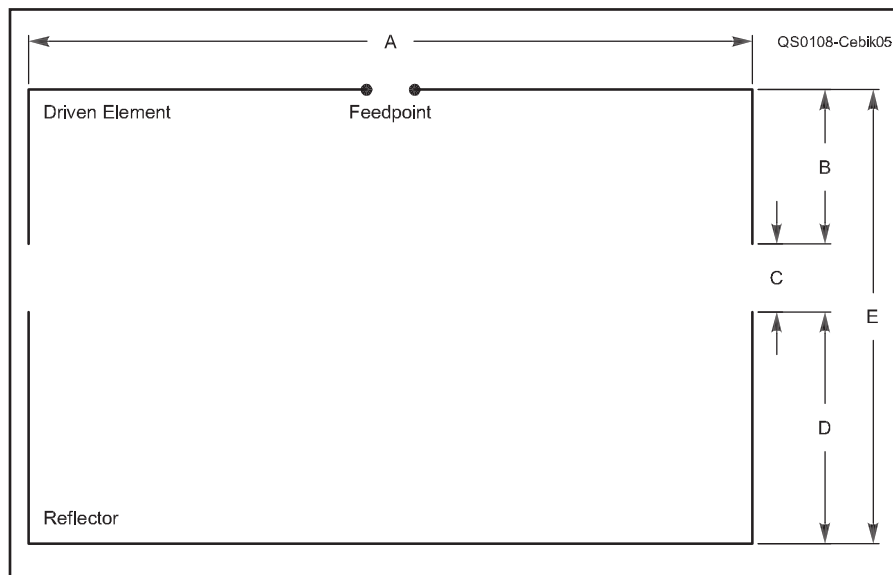 A
QS0108-Cebik05
Driven Element
Feedpoint
B
C
E
D
Reflector